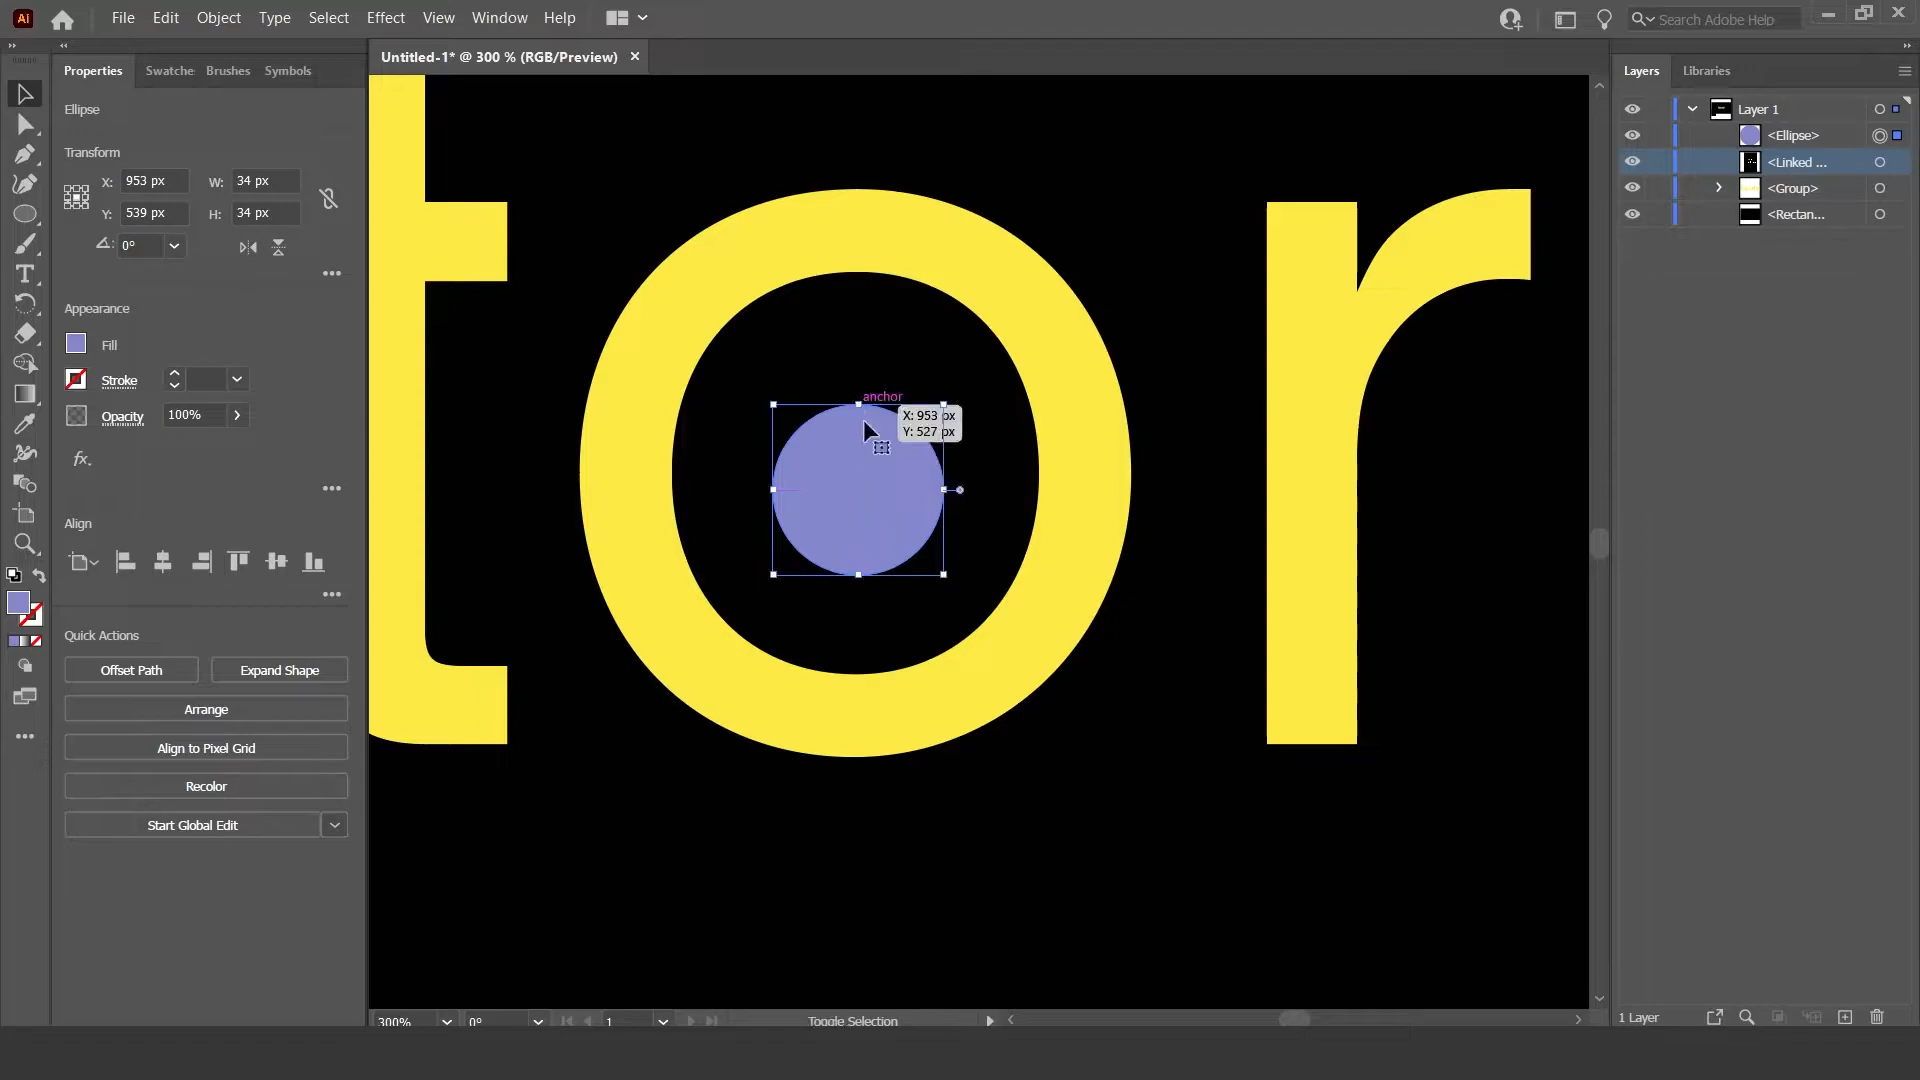 Ai
File Edit Object Type Select Effect View Window Help
Search Adobe Help
Untitled-1* @ 300 % (RGB/Preview)
Properties Swatche Brushes Symbols
Ellipse
Transform
X: 953 px W: 34 px
Y: 539 px H: 34 px
0°
Appearance
Fill
Stroke
Opacity 100%
fx.
Align
Quick Actions
Offset Path Expand Shape
Arrange
Align to Pixel Grid
Recolor
Start Global Edit
tor
anchor
X: 953 px
Y: 527 px
300% 0° 1 Toggle Selection
Layers Libraries
Layer 1
<Ellipse>
<Linked ...
<Group>
<Rectan...
1 Layer